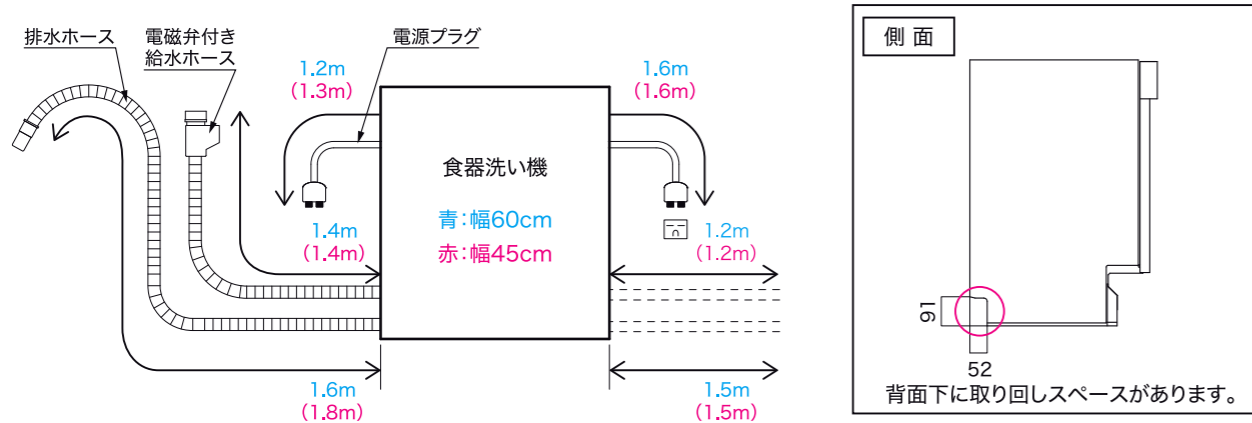 排水ホース
電磁弁付き
給水ホース
電源プラグ
1.2m
(1.3m)
1.6m
(1.6m)
食器洗い機
青:幅60cm
赤:幅45cm
1.4m
(1.4m)
1.2m
(1.2m)
1.6m
(1.8m)
1.5m
(1.5m)
側 面
91
52
背面下に取り回しスペースがあります。